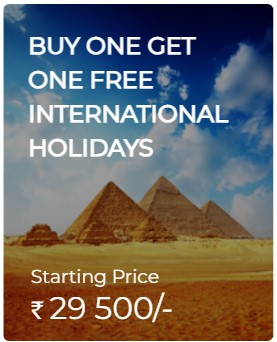 BUY ONE GET
ONE FREE
INTERNATIONAL
HOLIDAYS
Starting Price
₹ 29 500/-